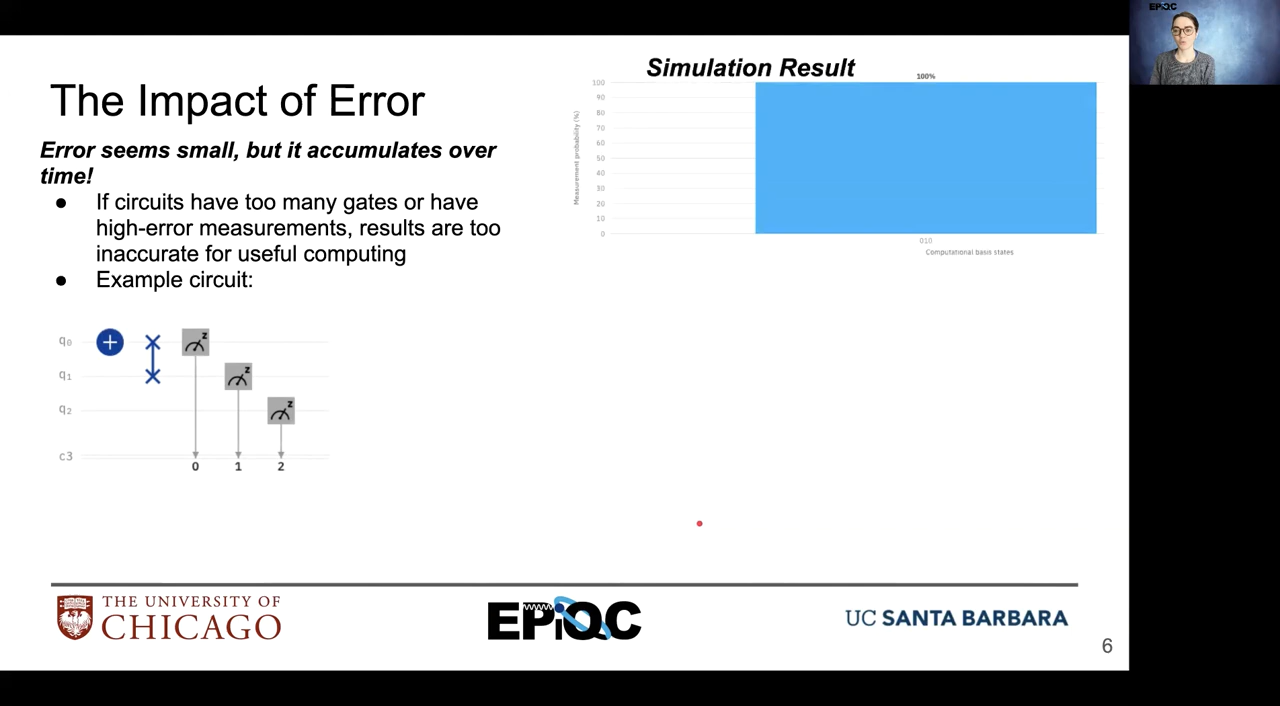 EPiQC
The Impact of Error
Error seems small, but it accumulates over
time!
● If circuits have too many gates or have
high-error measurements, results are too
inaccurate for useful computing
● Example circuit:
q0
q1
q2
c3
z
z
z
0 1 2
Simulation Result
100%
Measurement probability (%)
100
90
80
70
60
50
40
30
20
10
0
010
Computational basis states
THE UNIVERSITY OF
CHICAGO
EPiQC
UC SANTA BARBARA
6